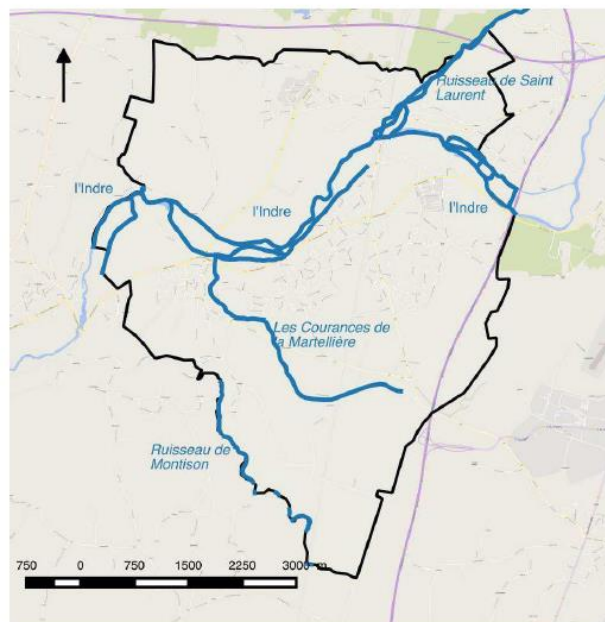 Ruisseau de Saint
Laurent
l'Indre
l'Indre
l'Indre
Les Courances de
la Martellière
Ruisseau de
Montison
750 0 750 1500 2250 3000 m